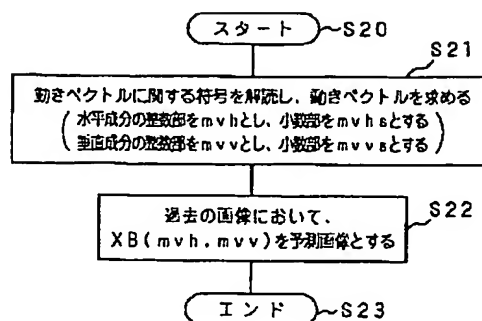 スタート
S20
S21
動きベクトルに関する符号を解読し、動きベクトルを求める
(水平成分の整数部をmvhとし、小数部をmvhsとする
垂直成分の整数部をmvvとし、小数部をmvvsとする)
S22
過去の画像において、
XB(mvh,mvv)を予測画像とする
エンド
S23